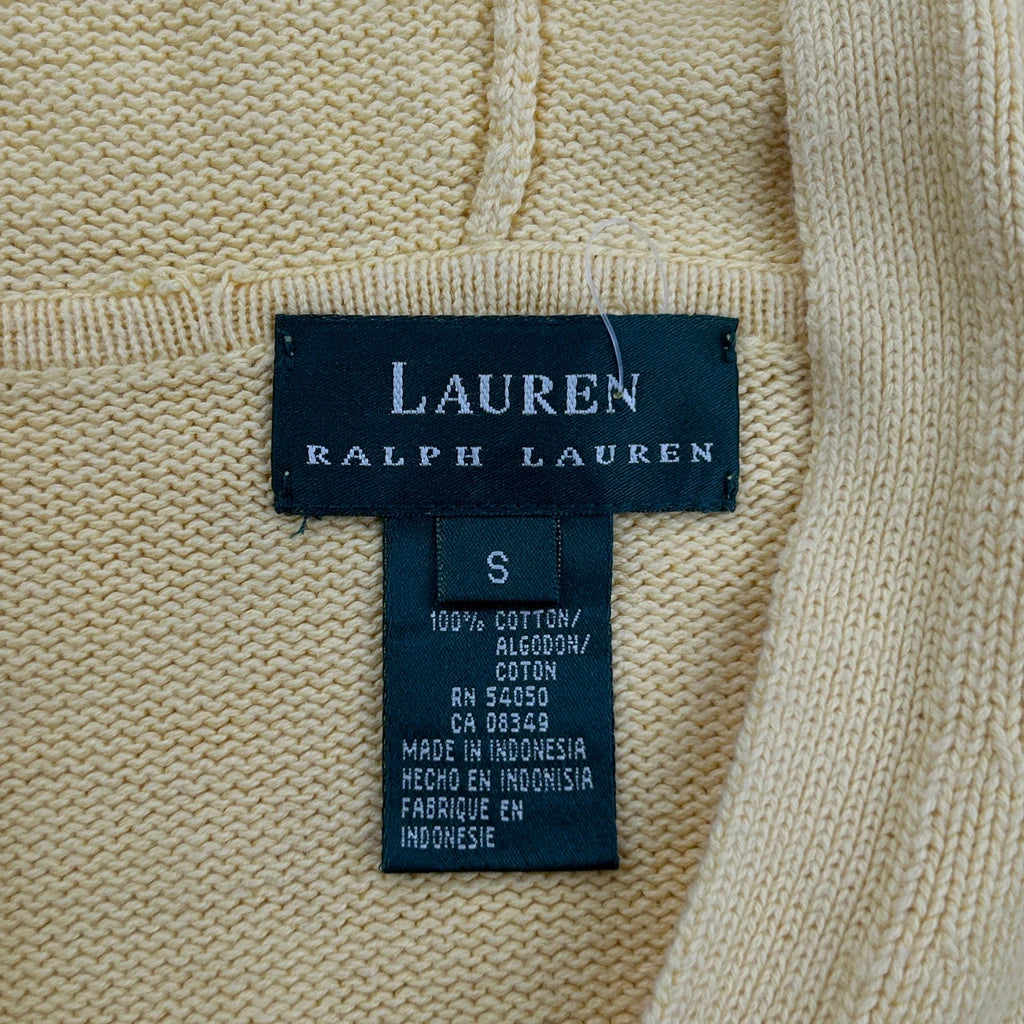 LAUREN
RALPH LAUREN
S
100% COTTON/
ALGODON/
COTON
RN 54050
CA 08349
MADE IN INDONESIA
HECHO EN INDONISIA
FABRIQUE EN
INDONESIE